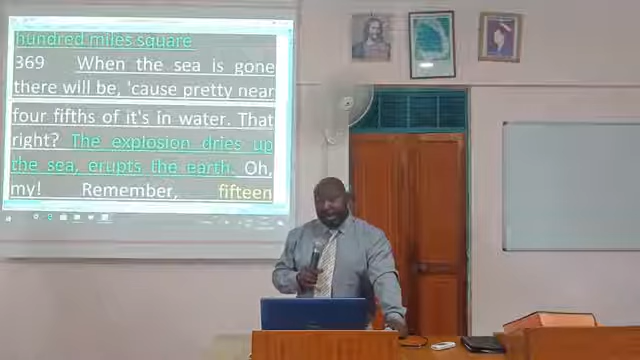 hundred miles square
369 When the sea is gone
there will be, 'cause pretty near
four fifths of it's in water. That
right? The explosion dries up
the sea, erupts the earth. Oh,
my! Remember, fifteen